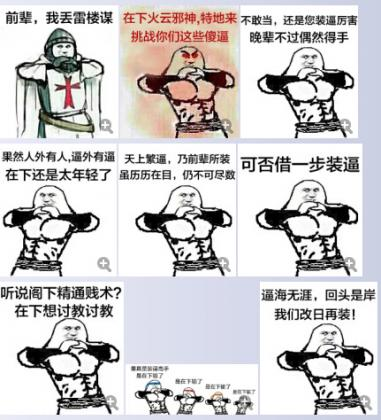 前辈，我丢雷楼谋
在下火云邪神,特地来
挑战你们这些傻逼
不敢当，还是您装逼厉害
晚辈不过偶然得手
果然人外有人,逼外有逼
在下还是太年轻了
天上繁逼，乃前辈所装
虽历历在目，仍不可尽数
可否借一步装逼
听说阁下精通贱术?
在下想讨教讨教
是在下输了
是在下输了
是在下输了
是在下输了
逼海无涯，回头是岸
我们改日再装！